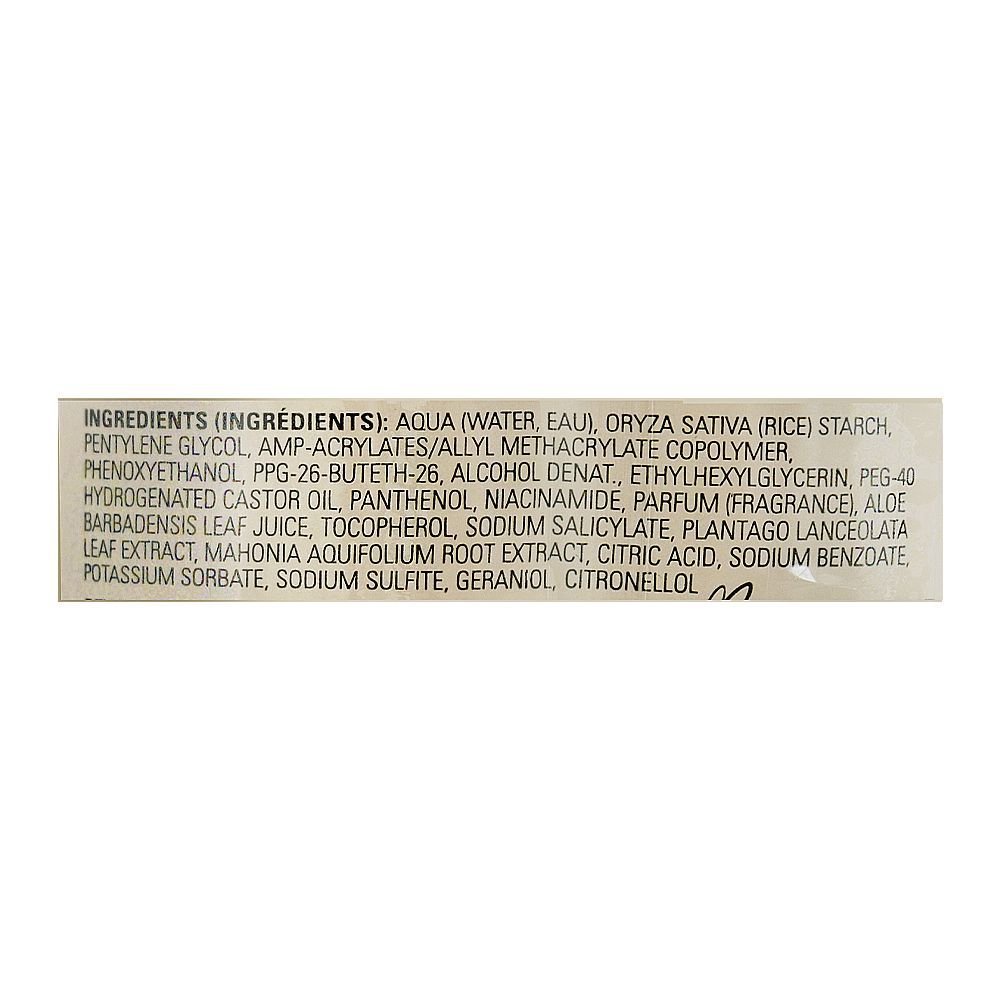 INGREDIENTS (INGRÉDIENTS): AQUA (WATER, EAU), ORYZA SATIVA (RICE) STARCH,
PENTYLENE GLYCOL, AMP-ACRYLATES/ALLYL METHACRYLATE COPOLYMER,
PHENOXYETHANOL, PPG-26-BUTETH-26, ALCOHOL DENAT., ETHYLHEXYLGLYCERIN, PEG-40
HYDROGENATED CASTOR OIL, PANTHENOL, NIACINAMIDE, PARFUM (FRAGRANCE), ALOE
BARBADENSIS LEAF JUICE, TOCOPHEROL, SODIUM SALICYLATE, PLANTAGO LANCEOLATA
LEAF EXTRACT, MAHONIA AQUIFOLIUM ROOT EXTRACT, CITRIC ACID, SODIUM BENZOATE,
POTASSIUM SORBATE, SODIUM SULFITE, GERANIOL, CITRONELLOL